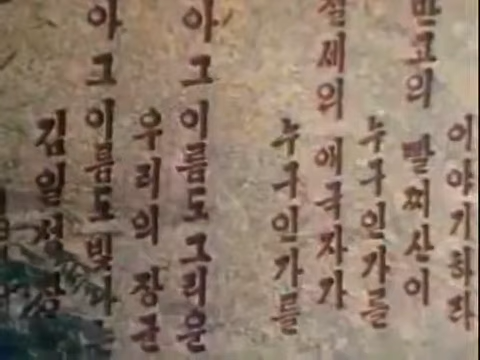 이야기하라
만고의 빨찌산이
누구인가를
절세의 애국자가
누구인가를
아 그 이름도 그리운
우리의 장군
아 그 이름도 빛나는
김일성 장